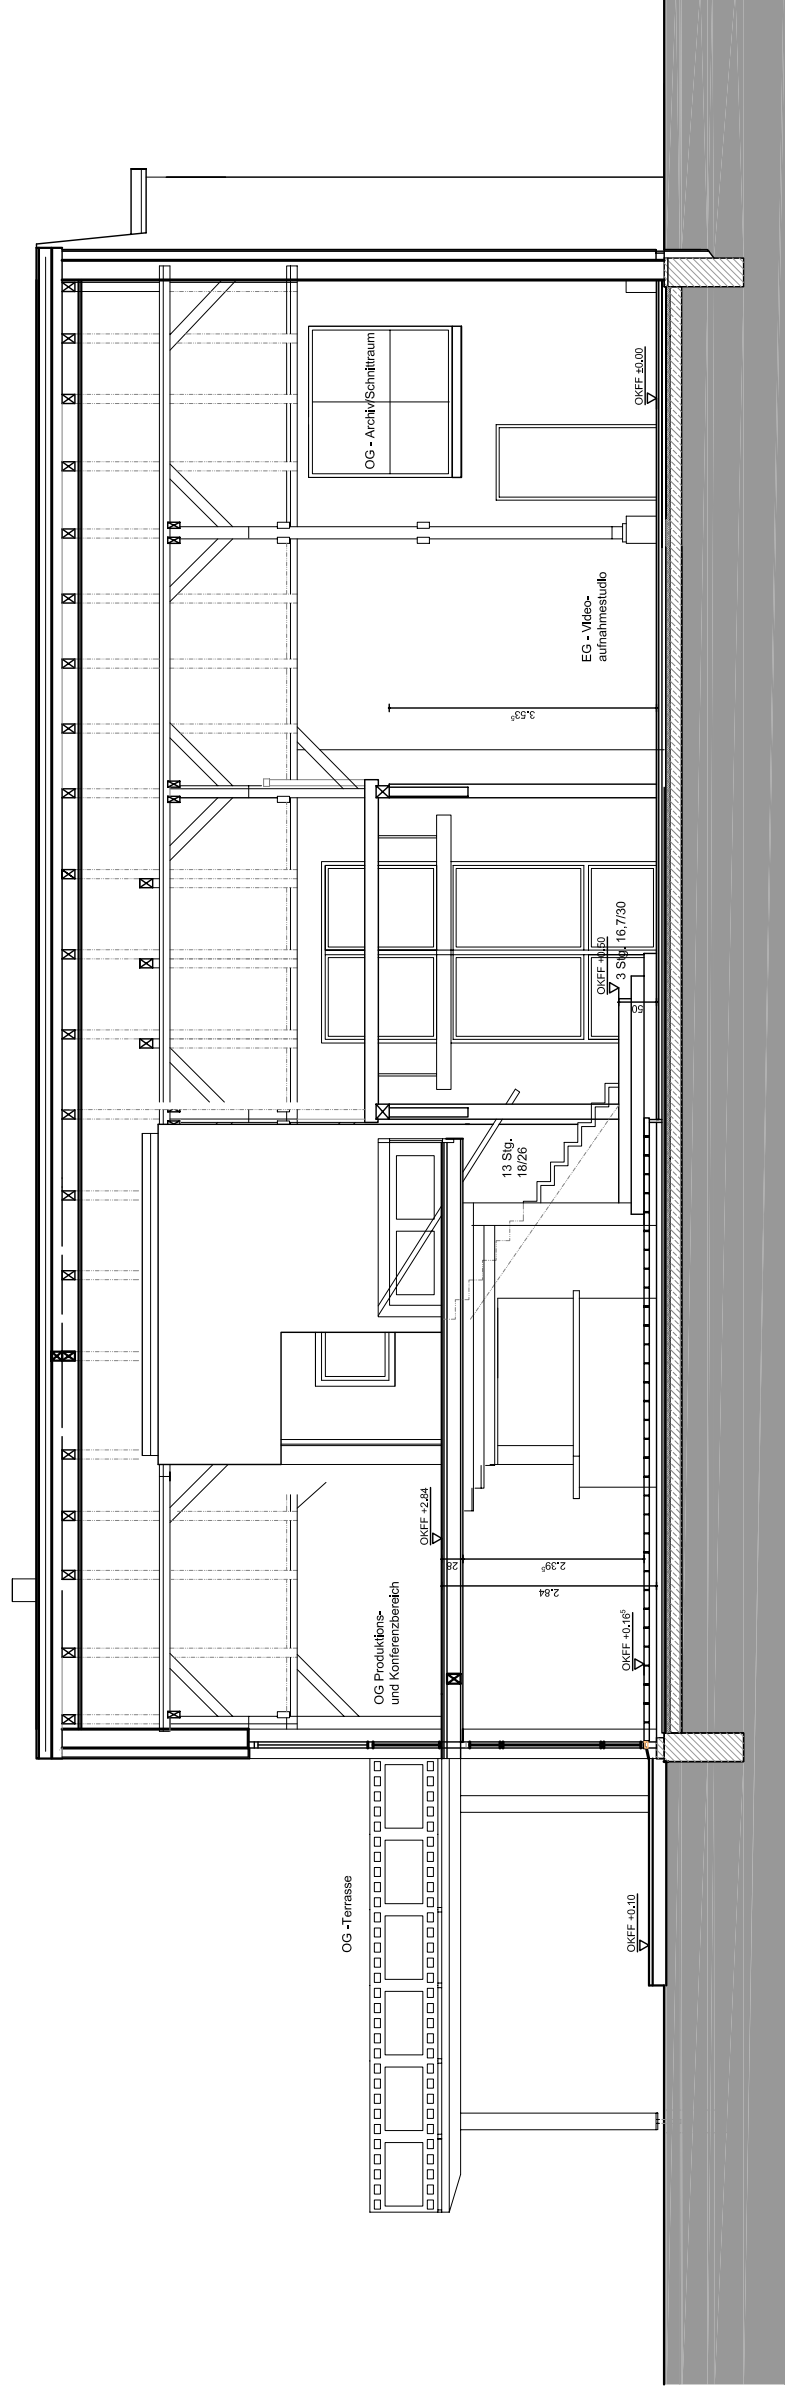 OG -Terrasse
OKFF +0.10
OG Produktions-
und Konferenzbereich
OKFF +2.84
28
2.39⁵
2.84
OKFF +0.16⁵
13 Stg.
18/26
OKFF +0.50
3 Stg. 16,7/30
50
3.53⁵
EG - Video-
aufnahmestudio
OG - Archiv/Schnittraum
OKFF ±0.00